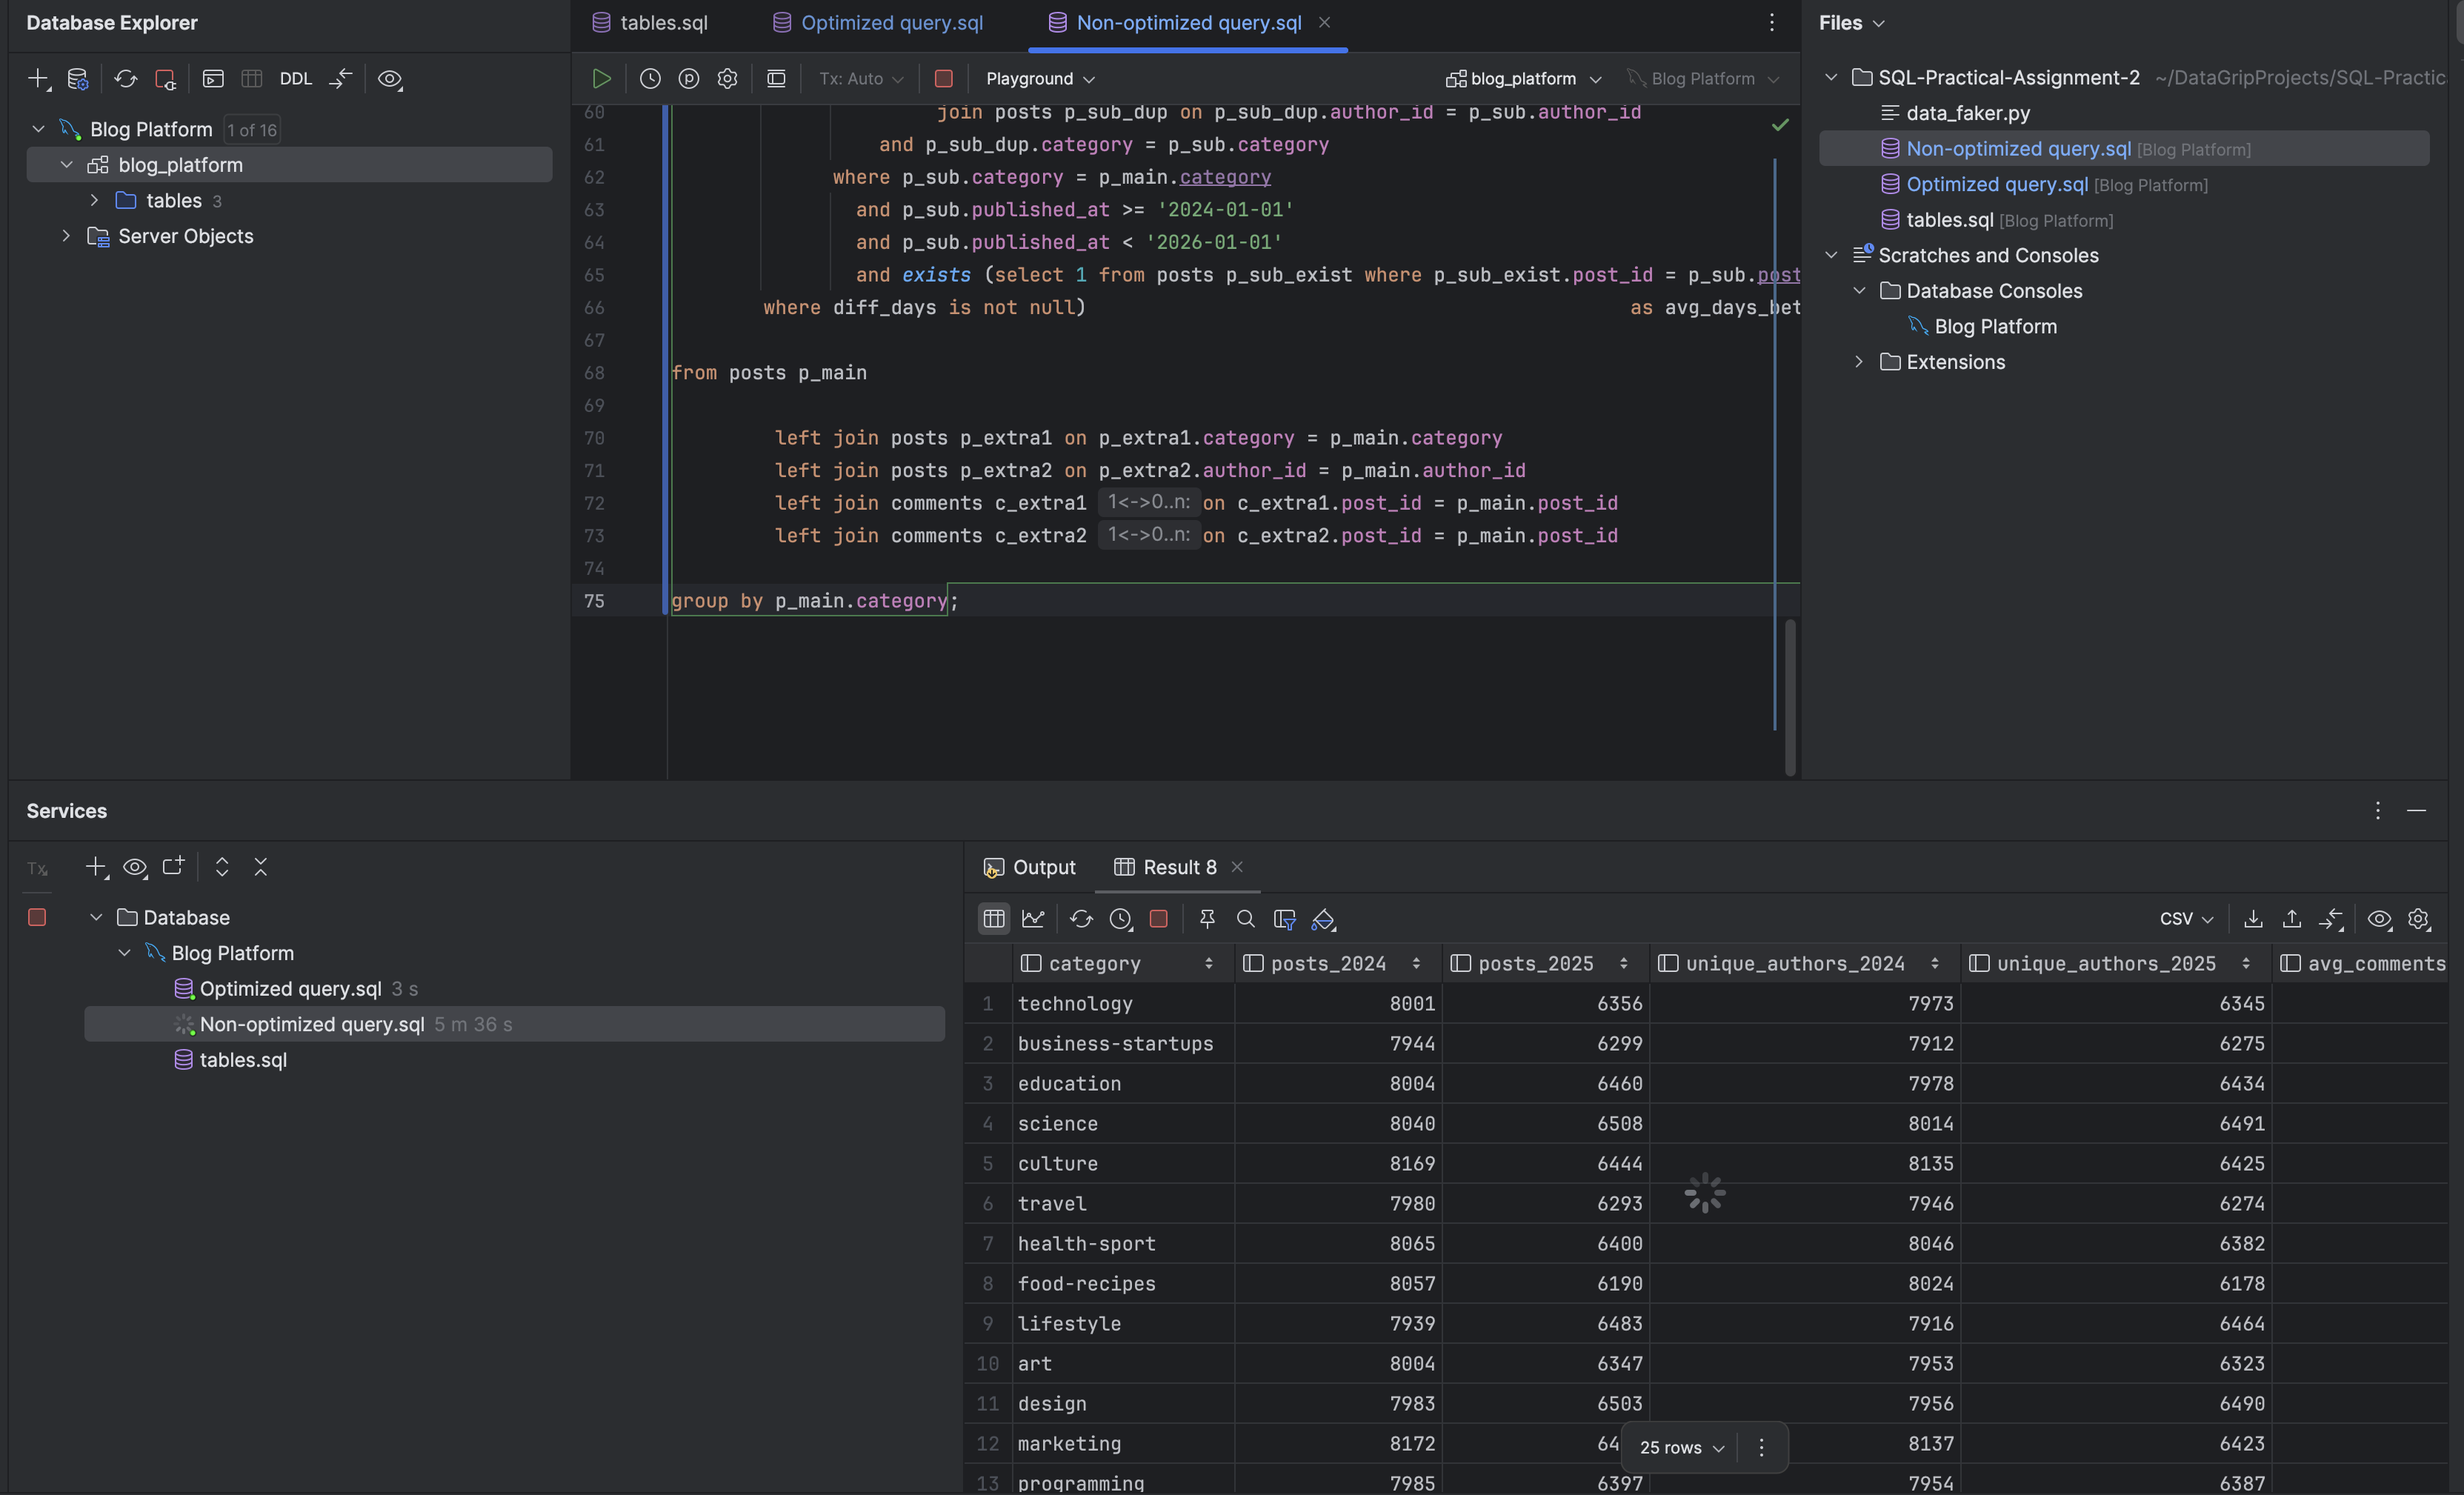 Database Explorer
tables.sql
Optimized query.sql
Non-optimized query.sql
Files
DDL
Tx: Auto
Playground
blog_platform
Blog Platform
Blog Platform 1 of 16
blog_platform
tables 3
Server Objects
60 join posts p_sub_dup on p_sub_dup.author_id = p_sub.author_id
61 and p_sub_dup.category = p_sub.category
62 where p_sub.category = p_main.category
63 and p_sub.published_at >= '2024-01-01'
64 and p_sub.published_at < '2026-01-01'
65 and exists (select 1 from posts p_sub_exist where p_sub_exist.post_id = p_sub.post
66 where diff_days is not null) as avg_days_bet
67
68 from posts p_main
69
70 left join posts p_extra1 on p_extra1.category = p_main.category
71 left join posts p_extra2 on p_extra2.author_id = p_main.author_id
72 left join comments c_extra1 1<->0..n: on c_extra1.post_id = p_main.post_id
73 left join comments c_extra2 1<->0..n: on c_extra2.post_id = p_main.post_id
74
75 group by p_main.category;
SQL-Practical-Assignment-2 ~/DataGripProjects/SQL-Practic
data_faker.py
Non-optimized query.sql [Blog Platform]
Optimized query.sql [Blog Platform]
tables.sql [Blog Platform]
Scratches and Consoles
Database Consoles
Blog Platform
Extensions
Services
Tx
Database
Blog Platform
Optimized query.sql 3 s
Non-optimized query.sql 5 m 36 s
tables.sql
Output
Result 8
CSV
category posts_2024 posts_2025 unique_authors_2024 unique_authors_2025 avg_comments
1 technology 8001 6356 7973 6345
2 business-startups 7944 6299 7912 6275
3 education 8004 6460 7978 6434
4 science 8040 6508 8014 6491
5 culture 8169 6444 8135 6425
6 travel 7980 6293 7946 6274
7 health-sport 8065 6400 8046 6382
8 food-recipes 8057 6190 8024 6178
9 lifestyle 7939 6483 7916 6464
10 art 8004 6347 7953 6323
11 design 7983 6503 7956 6490
12 marketing 8172 64 8137 6423
13 programming 7985 6397 7954 6387
25 rows